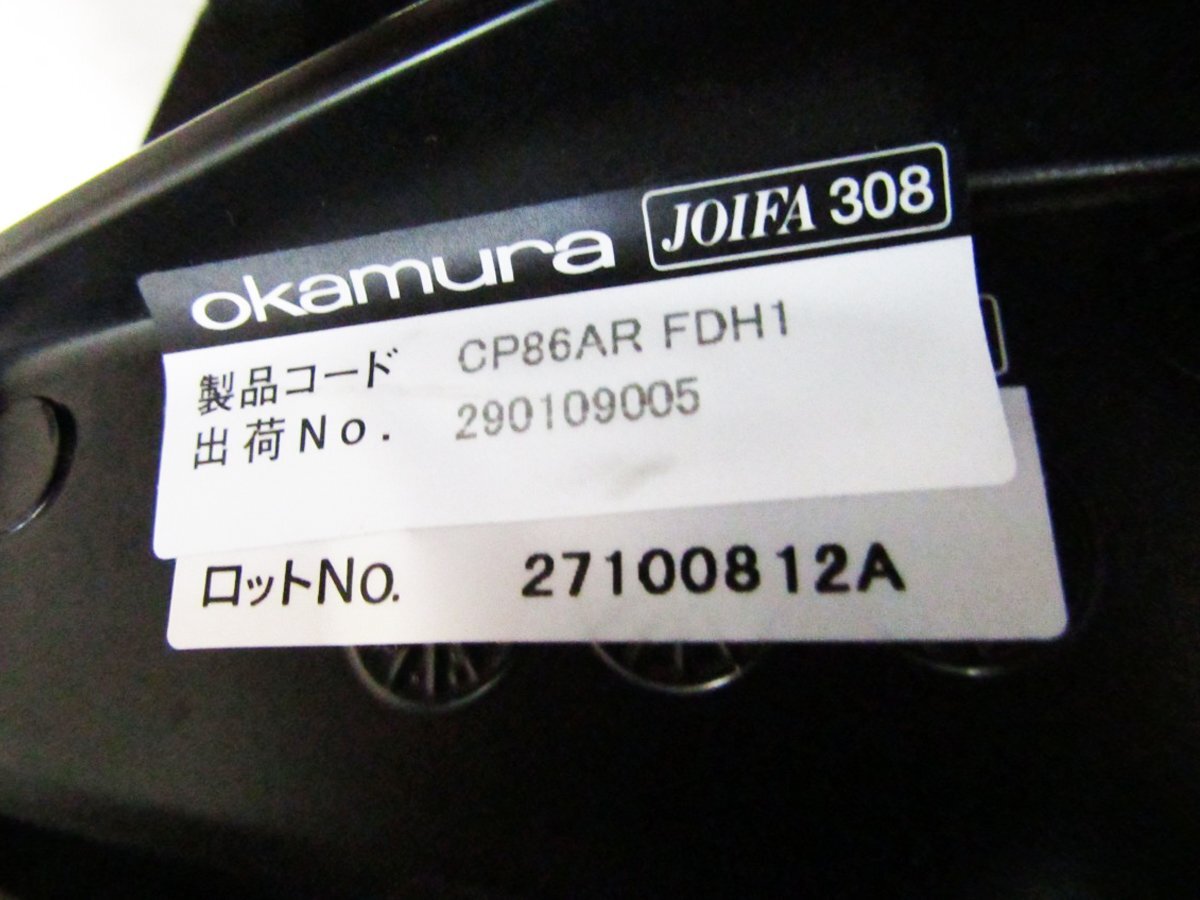 okamura JOIFA 308
製品コード CP86AR FDH1
出荷No. 290109005
ロットNo. 27100812A